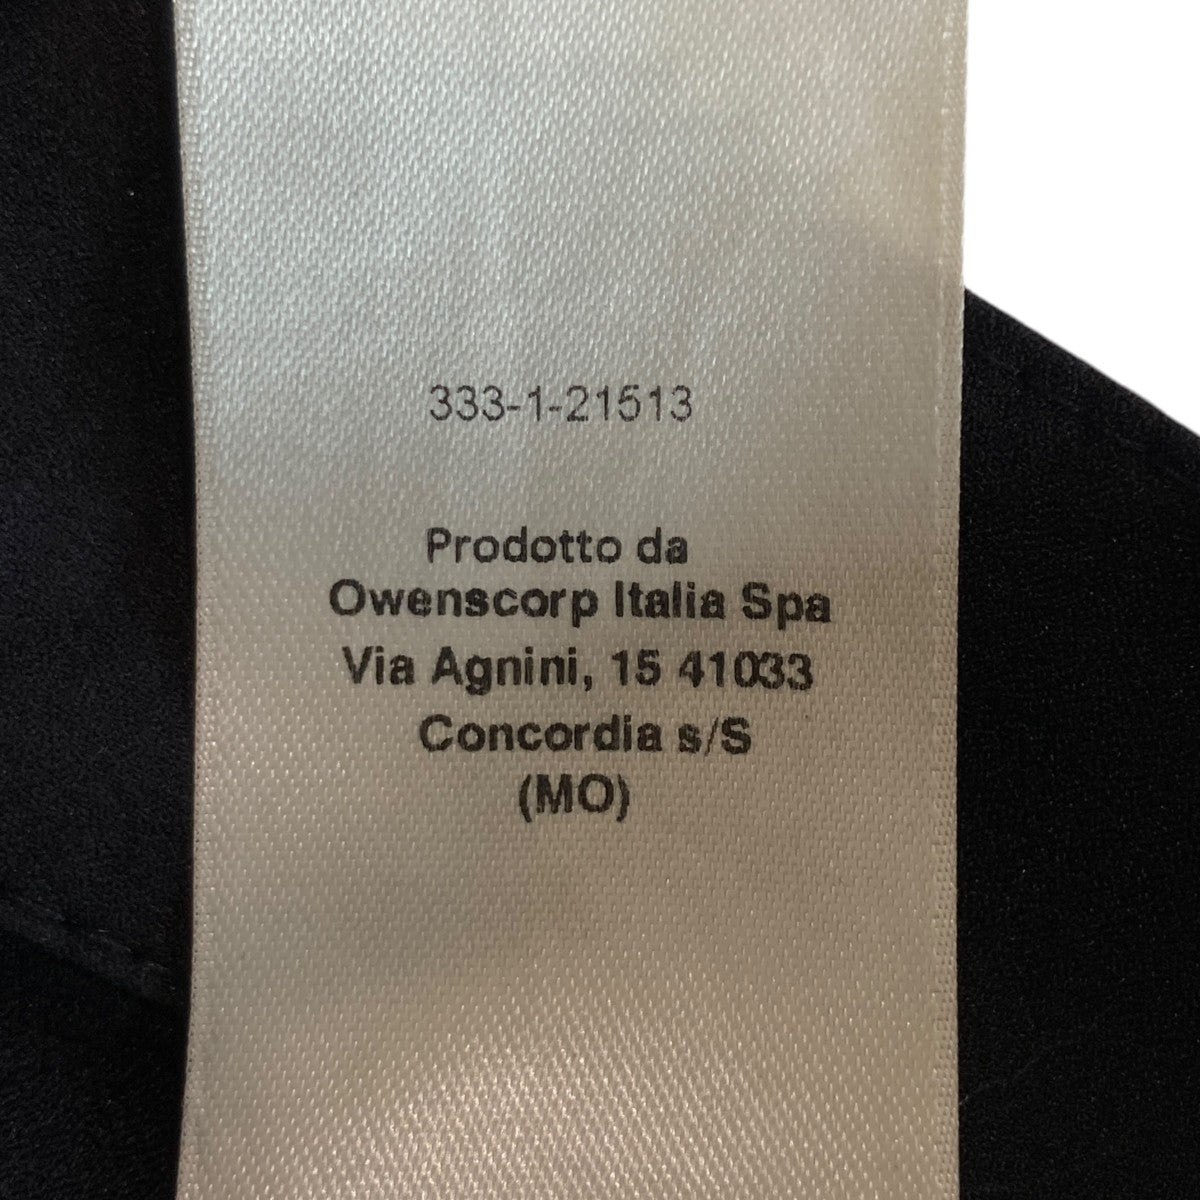 333-1-21513
Prodotto da
Owenscorp Italia Spa
Via Agnini, 15 41033
Concordia s/S
(MO)